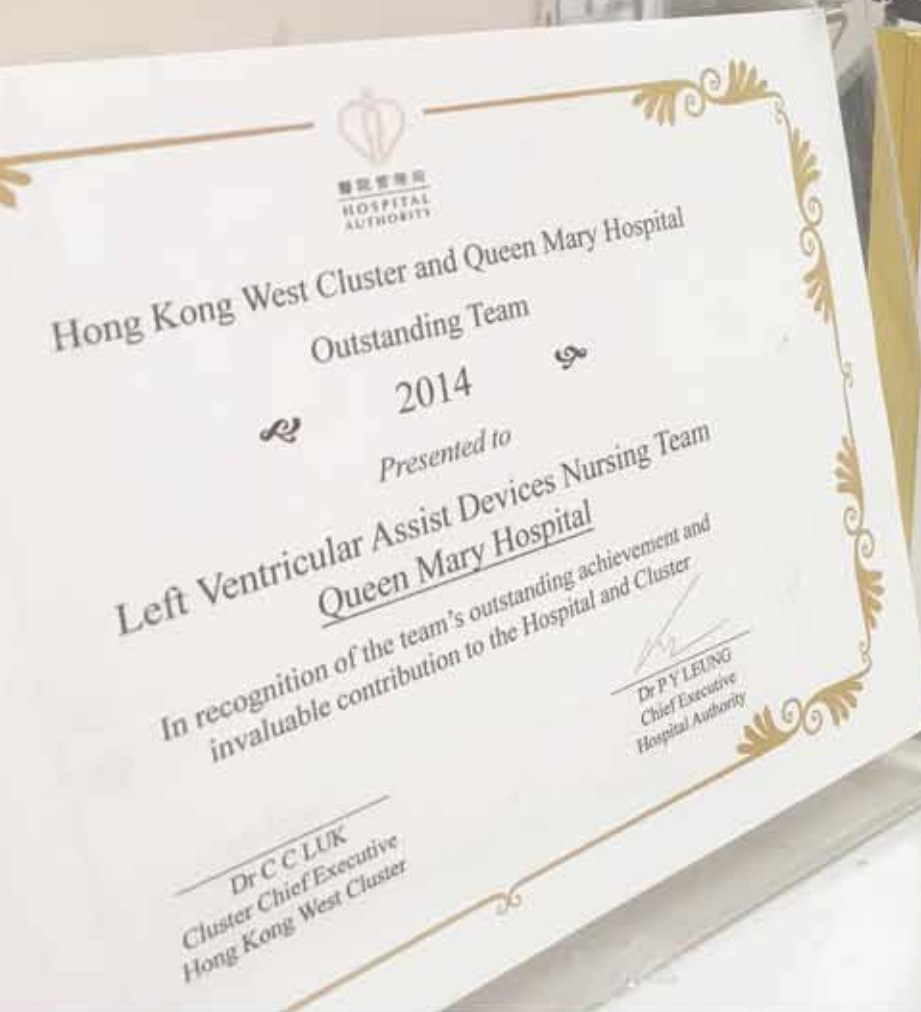 醫院管理局
HOSPITAL
AUTHORITY
Hong Kong West Cluster and Queen Mary Hospital
Outstanding Team
2014
Presented to
Left Ventricular Assist Devices Nursing Team
Queen Mary Hospital
In recognition of the team's outstanding achievement and
invaluable contribution to the Hospital and Cluster
Dr P Y LEUNG
Chief Executive
Hospital Authority
Dr C C LUK
Cluster Chief Executive
Hong Kong West Cluster